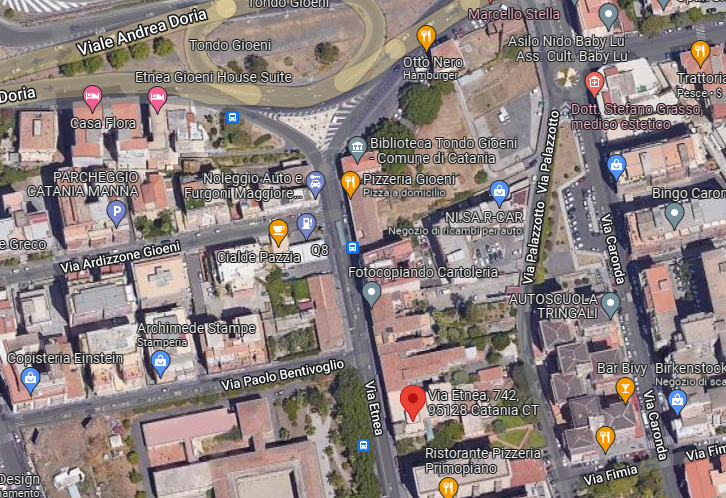 Tondo Gioeni
Marcello Stella
Viale Andrea Doria
Tondo Gioeni
Otto Nero
Hamburger
Asilo Nido Baby Lu'
Ass. Cult. Baby Lu'
Trattoria
Pesce • S
Etnea Gioeni House Suite
Doria
Casa Flora
Dott. Stefano Grasso,
medico estetico
Biblioteca Tondo Gioeni
- Comune di Catania
Via Palazzotto
PARCHEGGIO
CATANIA MANNA
Noleggio Auto e
Furgoni Maggiore...
Pizzeria Gioeni
Pizza a domicilio
NI.SA.R-CAR
Negozio di ricambi per auto
Bingo Caron
e Greco
Via Ardizzone Gioeni
Cialde Pazzia
Q8
Via Palazzotto
Via Caronda
Fotocopiando Cartoleria
AUTOSCUOLA
TRINGALI
Archimede Stampe
Stamperia
Copisteria Einstein
Via Paolo Bentivoglio
Via Etnea
Via Etnea, 742,
95128 Catania CT
Bar Bivy
Birkenstock
Negozio di sca
Via Caronda
Ristorante Pizzeria
Primopiano
Via Fimia
Via Fim
Design
iamento